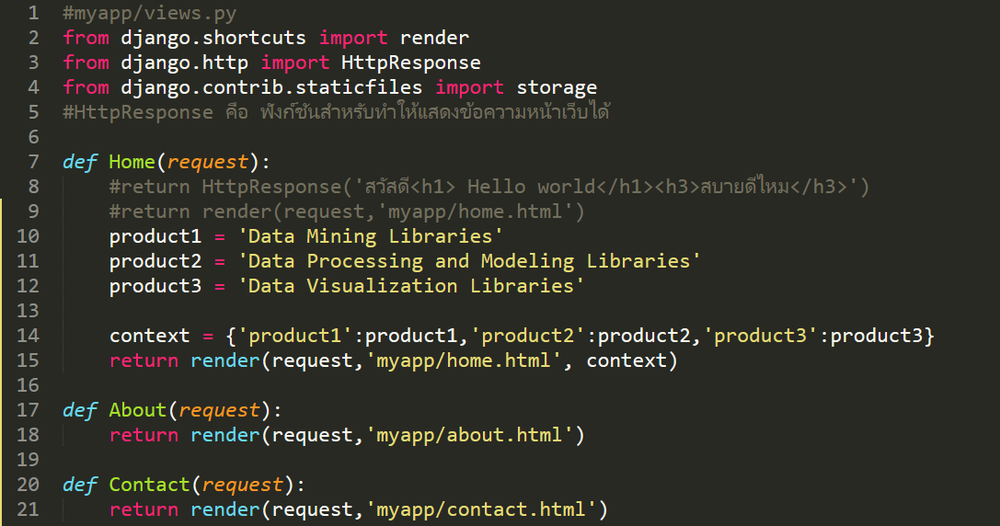 1 #myapp/views.py
2 from django.shortcuts import render
3 from django.http import HttpResponse
4 from django.contrib.staticfiles import storage
5 #HttpResponse คือ ฟังก์ชันสำหรับทำให้แสดงข้อความหน้าเว็บได้
6
7 def Home(request):
8     #return HttpResponse('สวัสดี<h1> Hello world</h1><h3>สบายดีไหม</h3>')
9     #return render(request,'myapp/home.html')
10     product1 = 'Data Mining Libraries'
11     product2 = 'Data Processing and Modeling Libraries'
12     product3 = 'Data Visualization Libraries'
13
14     context = {'product1':product1,'product2':product2,'product3':product3}
15     return render(request,'myapp/home.html', context)
16
17 def About(request):
18     return render(request,'myapp/about.html')
19
20 def Contact(request):
21     return render(request,'myapp/contact.html')